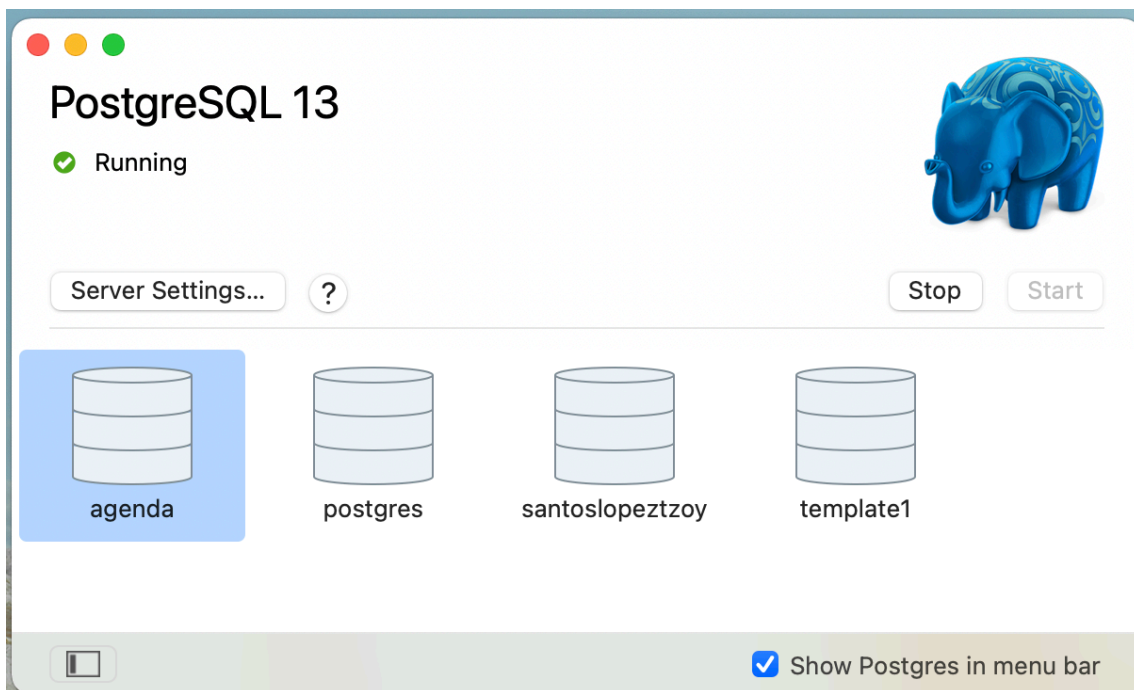 PostgreSQL 13
Running
Server Settings... ? Stop Start
agenda postgres santoslopeztzoy template1
Show Postgres in menu bar